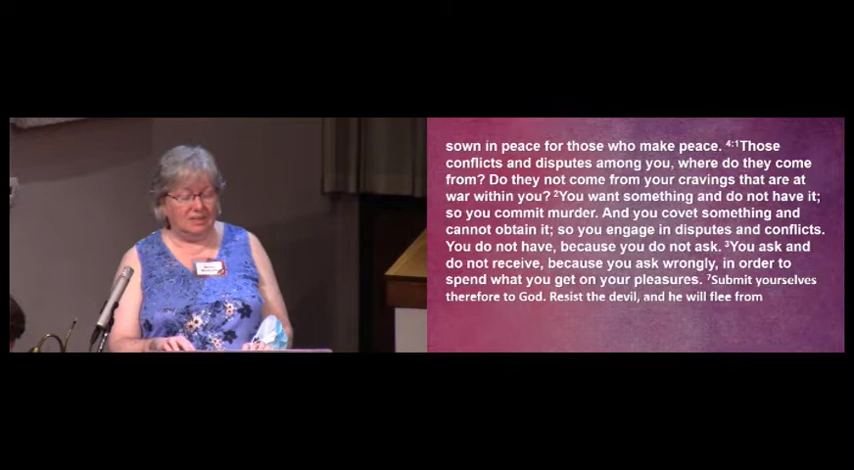 sown in peace for those who make peace. 4:1Those
conflicts and disputes among you, where do they come
from? Do they not come from your cravings that are at
war within you? 2You want something and do not have it;
so you commit murder. And you covet something and
cannot obtain it; so you engage in disputes and conflicts.
You do not have, because you do not ask. 3You ask and
do not receive, because you ask wrongly, in order to
spend what you get on your pleasures. 7Submit yourselves
therefore to God. Resist the devil, and he will flee from